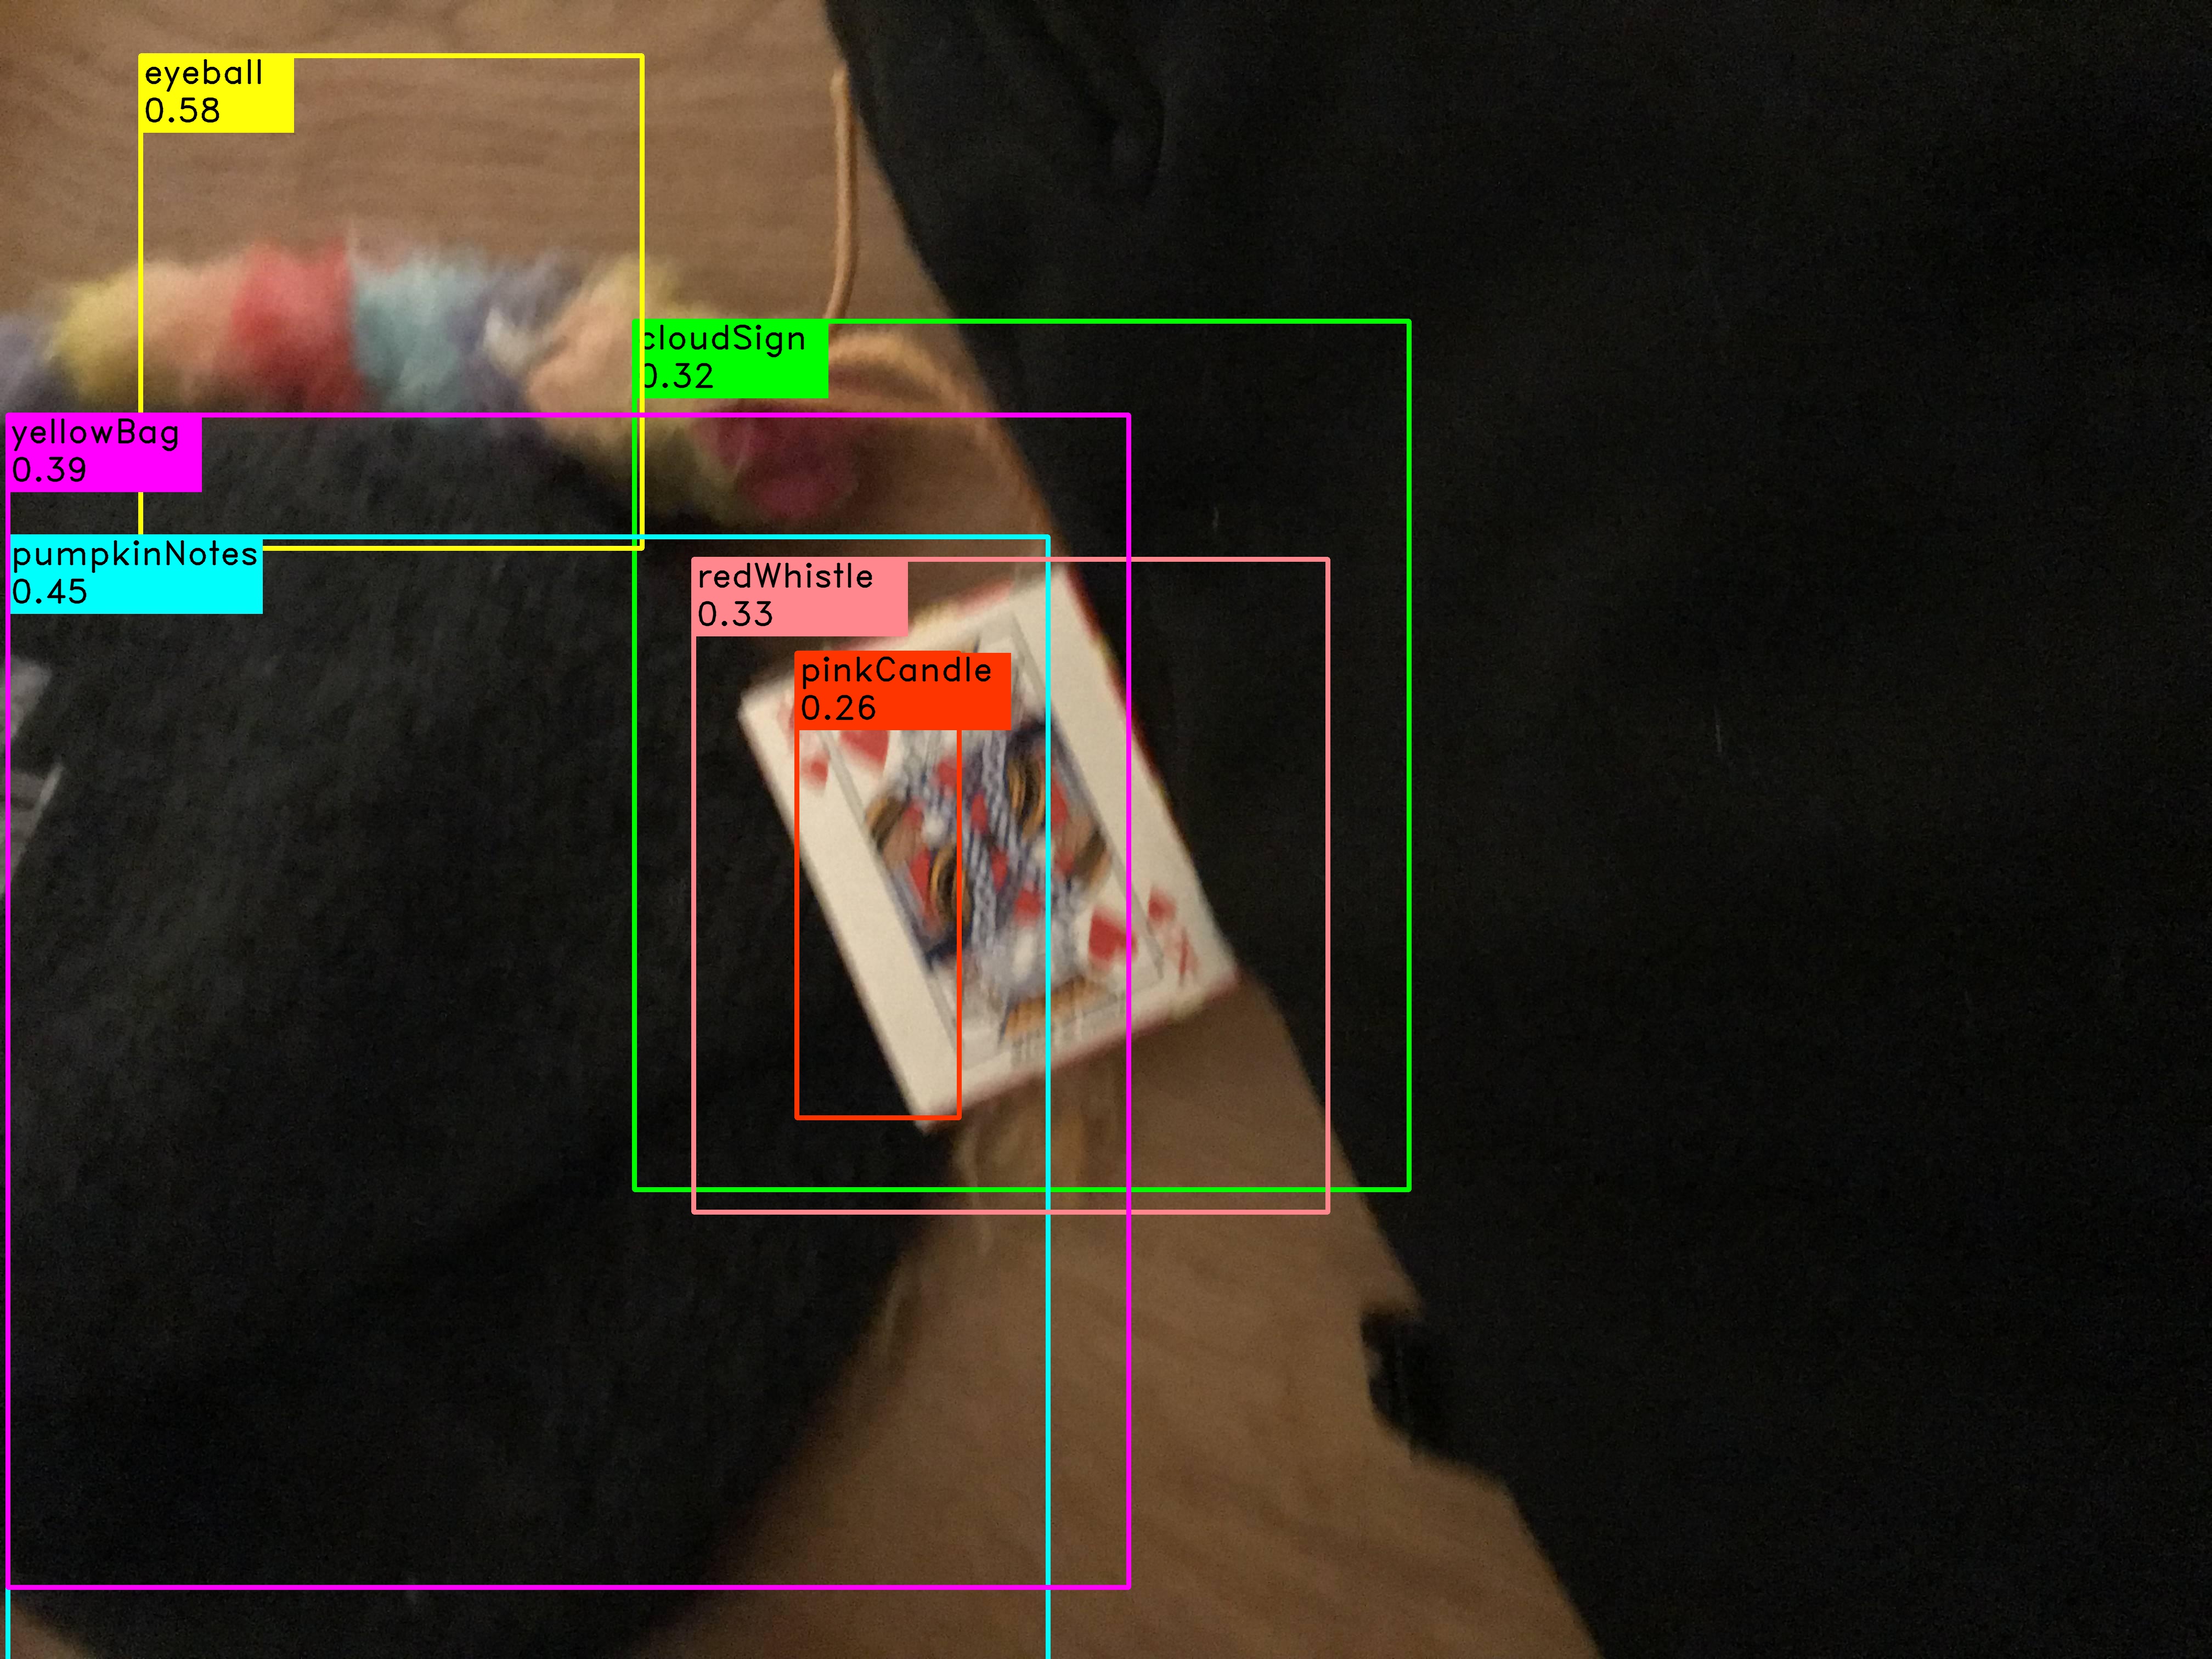 eyeball
0.58
cloudSign
0.32
yellowBag
0.39
pumpkinNotes
0.45
redWhistle
0.33
pinkCandle
0.26
K